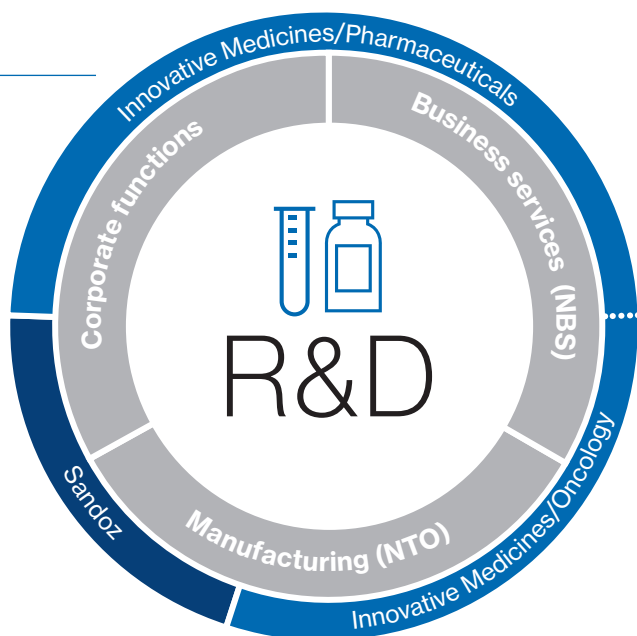 Innovative Medicines/Pharmaceuticals
Corporate functions
Business services (NBS)
R&D
Manufacturing (NTO)
Sandoz
Innovative Medicines/Oncology